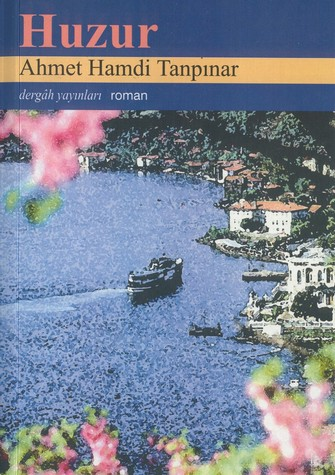 Huzur
Ahmet Hamdi Tanpınar
dergâh yayınları roman